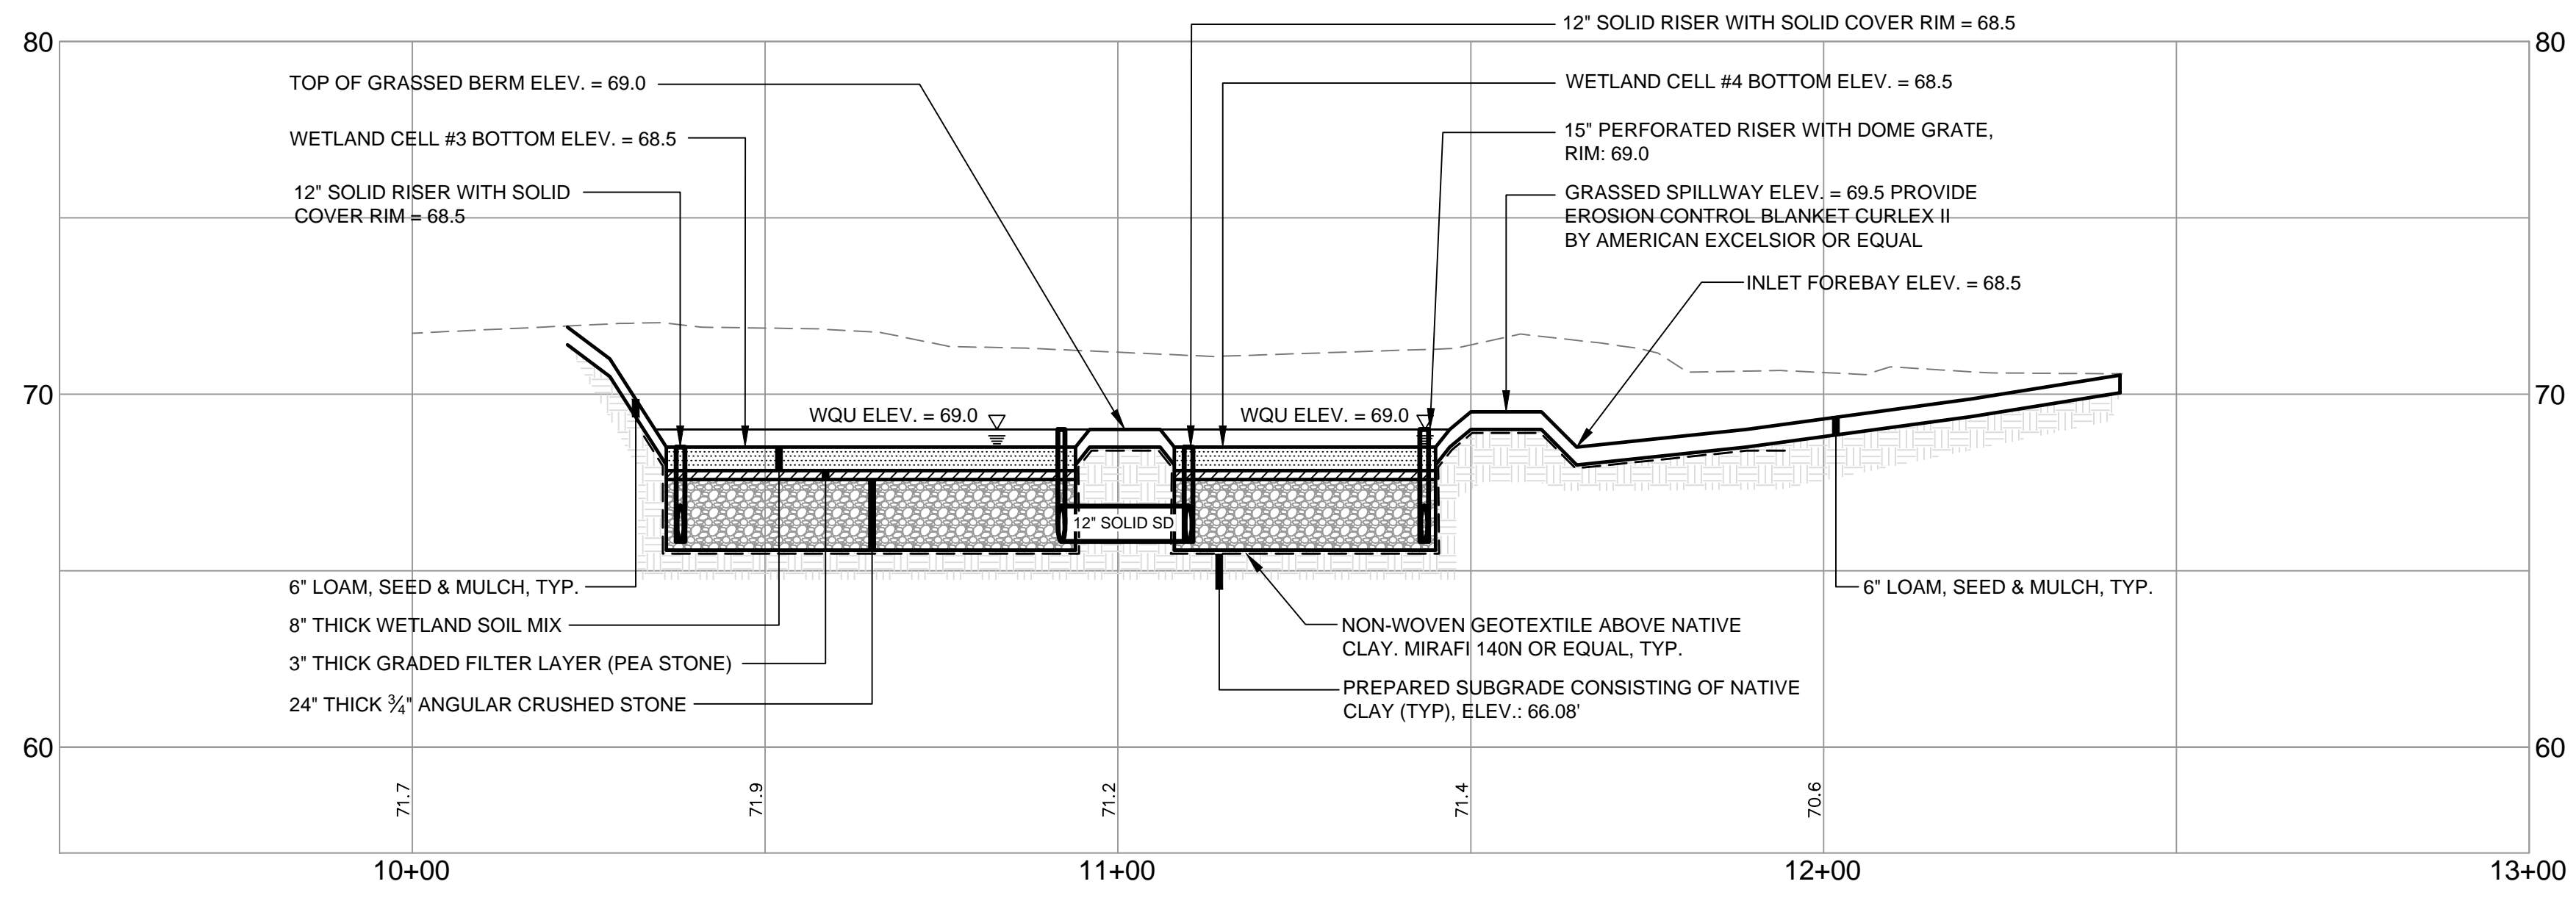 12" SOLID RISER WITH SOLID COVER RIM = 68.5
80
80
TOP OF GRASSED BERM ELEV. = 69.0
WETLAND CELL #4 BOTTOM ELEV. = 68.5
WETLAND CELL #3 BOTTOM ELEV. = 68.5
15" PERFORATED RISER WITH DOME GRATE,
RIM: 69.0
12" SOLID RISER WITH SOLID
COVER RIM = 68.5
GRASSED SPILLWAY ELEV. = 69.5 PROVIDE
EROSION CONTROL BLANKET CURLEX II
BY AMERICAN EXCELSIOR OR EQUAL
INLET FOREBAY ELEV. = 68.5
70
70
WQU ELEV. = 69.0
WQU ELEV. = 69.0
12" SOLID SD
6" LOAM, SEED & MULCH, TYP.
6" LOAM, SEED & MULCH, TYP.
8" THICK WETLAND SOIL MIX
3" THICK GRADED FILTER LAYER (PEA STONE)
24" THICK ¾" ANGULAR CRUSHED STONE
NON-WOVEN GEOTEXTILE ABOVE NATIVE
CLAY. MIRAFI 140N OR EQUAL, TYP.
PREPARED SUBGRADE CONSISTING OF NATIVE
CLAY (TYP), ELEV.: 66.08'
60
60
71.7
71.9
71.2
71.4
70.6
10+00
11+00
12+00
13+00